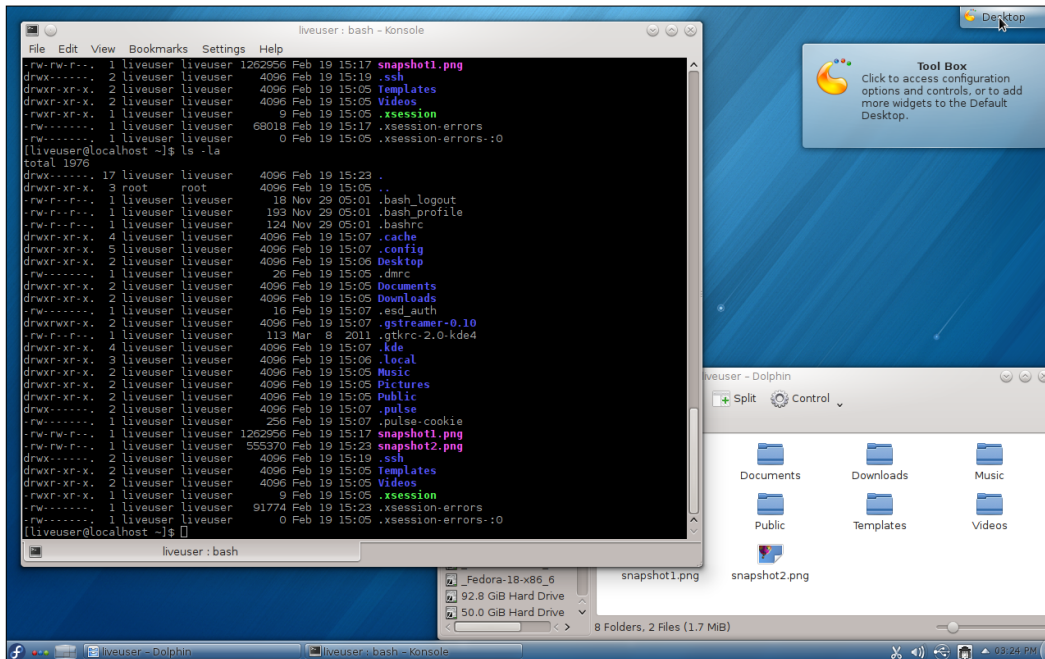 liveuser : bash – Konsole
File Edit View Bookmarks Settings Help
-rw-rw-r--. 1 liveuser liveuser 1262956 Feb 19 15:17 snapshot1.png
drwx------. 2 liveuser liveuser 4096 Feb 19 15:19 .ssh
drwxr-xr-x. 2 liveuser liveuser 4096 Feb 19 15:05 Templates
drwxr-xr-x. 2 liveuser liveuser 4096 Feb 19 15:05 Videos
-rwxr-xr-x. 1 liveuser liveuser 9 Feb 19 15:05 .xsession
-rw-------. 1 liveuser liveuser 68018 Feb 19 15:17 .xsession-errors
-rw-------. 1 liveuser liveuser 0 Feb 19 15:05 .xsession-errors-:0
[liveuser@localhost ~]$ ls -la
total 1976
drwx------. 17 liveuser liveuser 4096 Feb 19 15:23 .
drwxr-xr-x. 3 root root 4096 Feb 19 15:05 ..
-rw-r--r--. 1 liveuser liveuser 18 Nov 29 05:01 .bash_logout
-rw-r--r--. 1 liveuser liveuser 193 Nov 29 05:01 .bash_profile
-rw-r--r--. 1 liveuser liveuser 124 Nov 29 05:01 .bashrc
drwxr-xr-x. 4 liveuser liveuser 4096 Feb 19 15:07 .cache
drwxr-xr-x. 5 liveuser liveuser 4096 Feb 19 15:07 .config
drwxr-xr-x. 2 liveuser liveuser 4096 Feb 19 15:06 Desktop
-rw-------. 1 liveuser liveuser 26 Feb 19 15:05 .dmrc
drwxr-xr-x. 2 liveuser liveuser 4096 Feb 19 15:05 Documents
drwxr-xr-x. 2 liveuser liveuser 4096 Feb 19 15:05 Downloads
-rw-------. 1 liveuser liveuser 16 Feb 19 15:07 .esd_auth
drwxrwxr-x. 2 liveuser liveuser 4096 Feb 19 15:07 .gstreamer-0.10
-rw-r--r--. 1 liveuser liveuser 113 Mar 8 2011 .gtkrc-2.0-kde4
drwxr-xr-x. 4 liveuser liveuser 4096 Feb 19 15:07 .kde
drwxr-xr-x. 3 liveuser liveuser 4096 Feb 19 15:06 .local
drwxr-xr-x. 2 liveuser liveuser 4096 Feb 19 15:05 Music
drwxr-xr-x. 2 liveuser liveuser 4096 Feb 19 15:05 Pictures
drwxr-xr-x. 2 liveuser liveuser 4096 Feb 19 15:05 Public
drwx------. 2 liveuser liveuser 4096 Feb 19 15:07 .pulse
-rw-------. 1 liveuser liveuser 256 Feb 19 15:07 .pulse-cookie
-rw-rw-r--. 1 liveuser liveuser 1262956 Feb 19 15:17 snapshot1.png
-rw-rw-r--. 1 liveuser liveuser 555370 Feb 19 15:23 snapshot2.png
drwx------. 2 liveuser liveuser 4096 Feb 19 15:19 .ssh
drwxr-xr-x. 2 liveuser liveuser 4096 Feb 19 15:05 Templates
drwxr-xr-x. 2 liveuser liveuser 4096 Feb 19 15:05 Videos
-rwxr-xr-x. 1 liveuser liveuser 9 Feb 19 15:05 .xsession
-rw-------. 1 liveuser liveuser 91774 Feb 19 15:23 .xsession-errors
-rw-------. 1 liveuser liveuser 0 Feb 19 15:05 .xsession-errors-:0
[liveuser@localhost ~]$
liveuser : bash
Desktop
Tool Box
Click to access configuration
options and controls, or to add
more widgets to the Default
Desktop.
liveuser – Dolphin
Split Control
Documents Downloads Music
Public Templates Videos
snapshot1.png snapshot2.png
_Fedora-18-x86_6
92.8 GiB Hard Drive
50.0 GiB Hard Drive
8 Folders, 2 Files (1.7 MiB)
liveuser – Dolphin
liveuser : bash – Konsole
03:24 PM